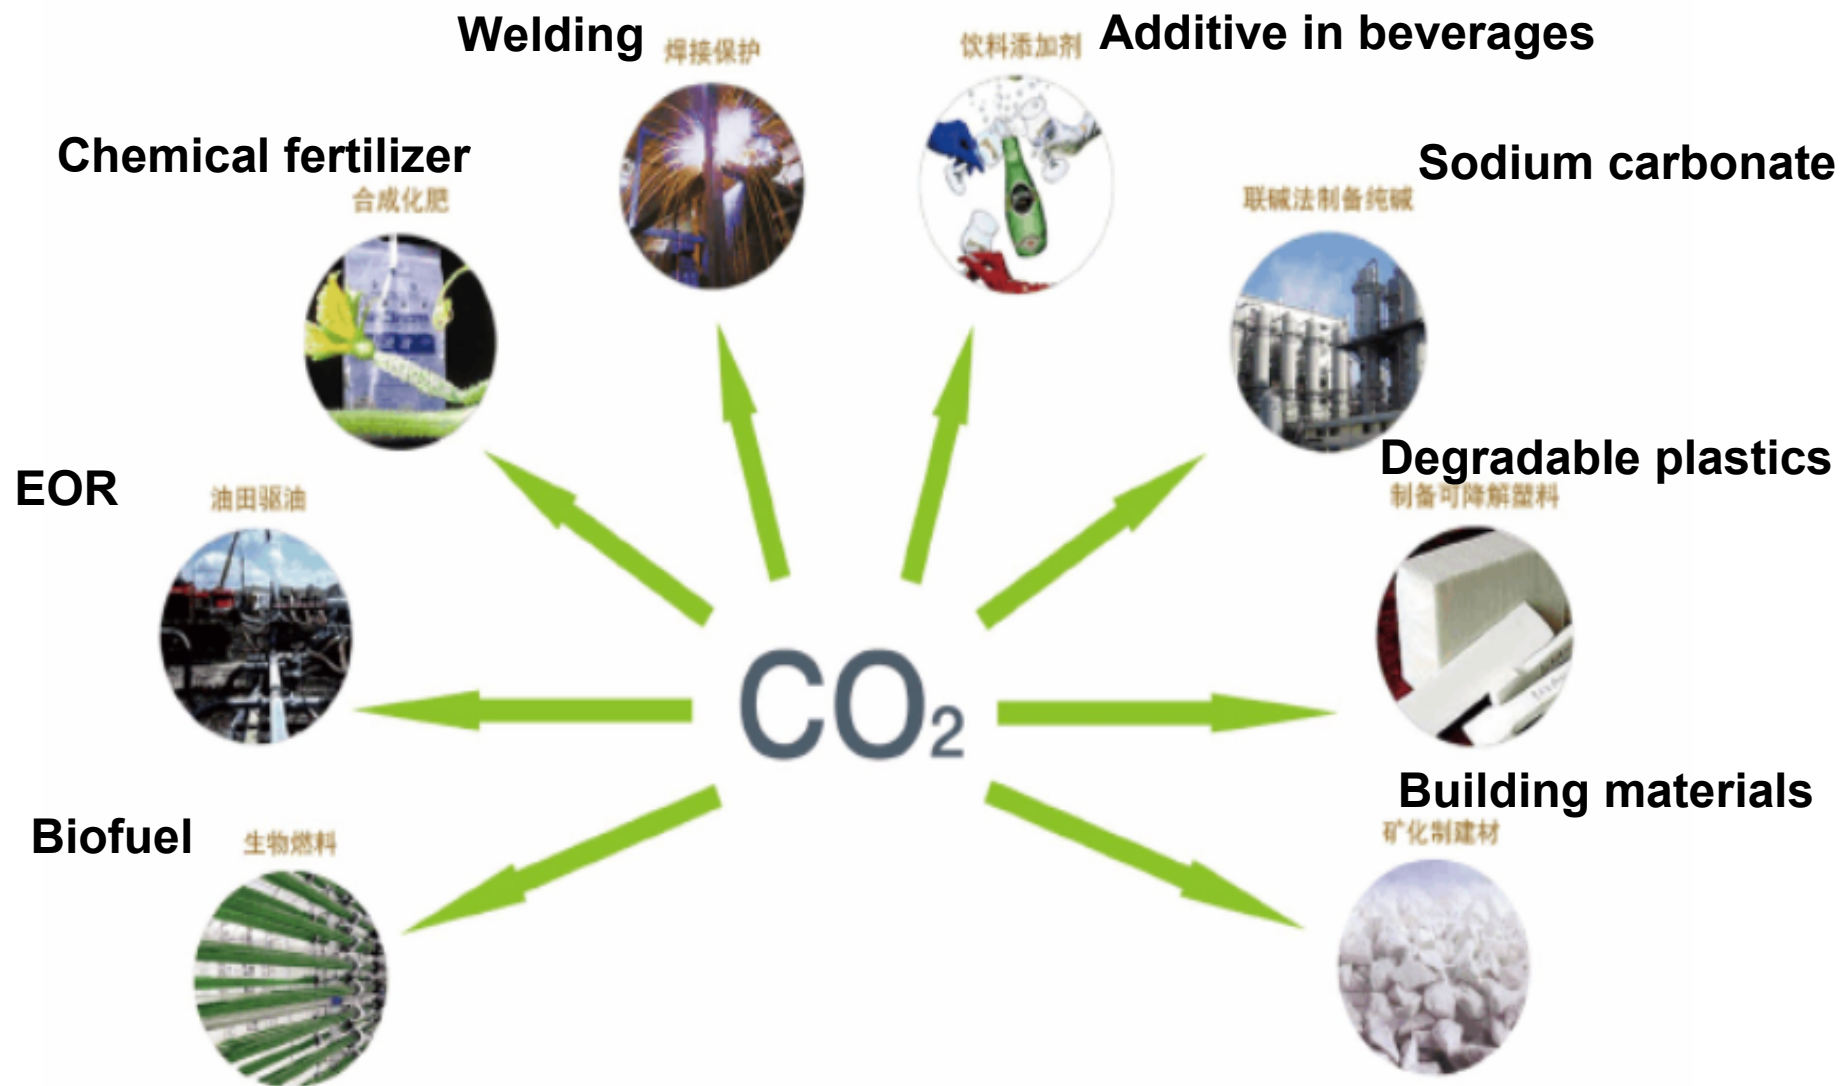 Welding
焊接保护
饮料添加剂
Additive in beverages
Chemical fertilizer
合成化肥
Sodium carbonate
联碱法制备纯碱
EOR
油田驱油
Degradable plastics
制备可降解塑料
CO₂
Biofuel
生物燃料
Building materials
矿化制建材